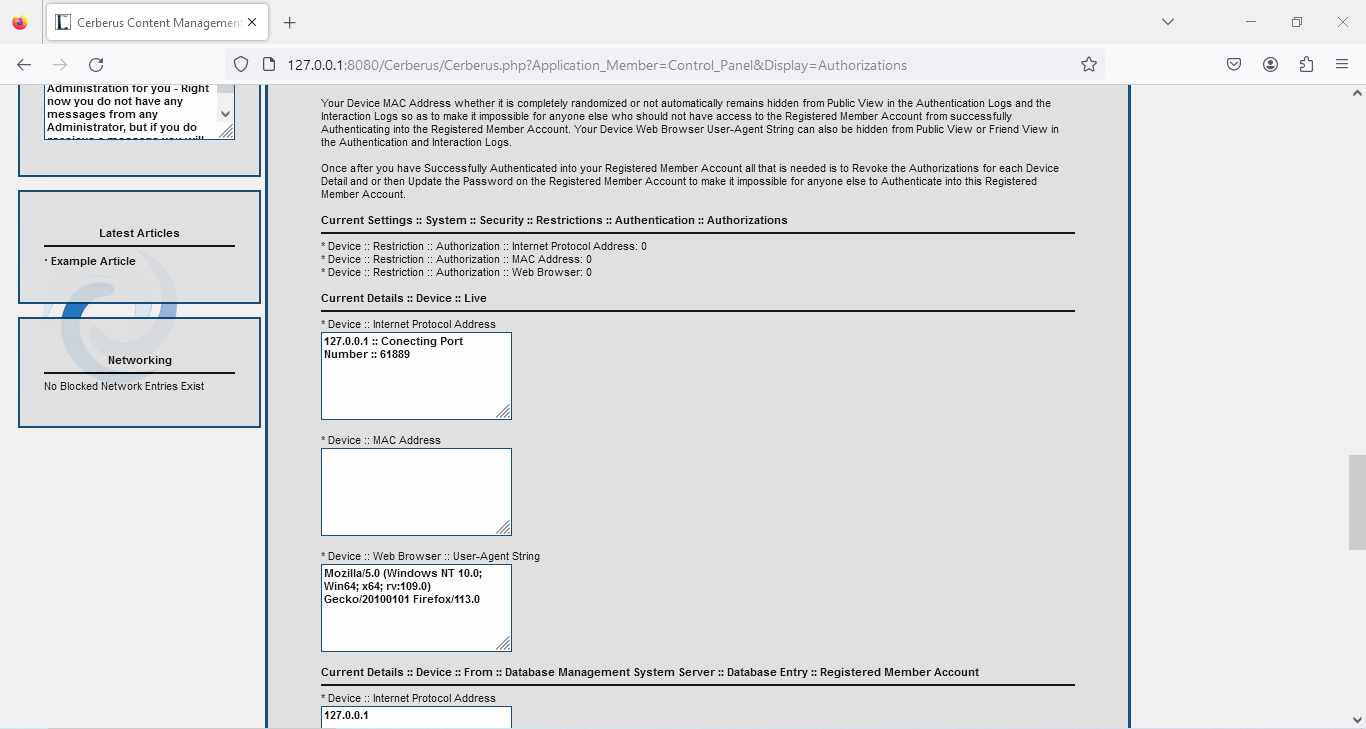 Cerberus Content Management
127.0.0.1:8080/Cerberus/Cerberus.php?Application_Member=Control_Panel&Display=Authorizations
Administration for you - Right
now you do not have any
messages from any
Administrator, but if you do
Latest Articles
· Example Article
Networking
No Blocked Network Entries Exist
Your Device MAC Address whether it is completely randomized or not automatically remains hidden from Public View in the Authentication Logs and the
Interaction Logs so as to make it impossible for anyone else who should not have access to the Registered Member Account from successfully
Authenticating into the Registered Member Account. Your Device Web Browser User-Agent String can also be hidden from Public View or Friend View in
the Authentication and Interaction Logs.
Once after you have Successfully Authenticated into your Registered Member Account all that is needed is to Revoke the Authorizations for each Device
Detail and or then Update the Password on the Registered Member Account to make it impossible for anyone else to Authenticate into this Registered
Member Account.
Current Settings :: System :: Security :: Restrictions :: Authentication :: Authorizations
* Device :: Restriction :: Authorization :: Internet Protocol Address: 0
* Device :: Restriction :: Authorization :: MAC Address: 0
* Device :: Restriction :: Authorization :: Web Browser: 0
Current Details :: Device :: Live
* Device :: Internet Protocol Address
127.0.0.1 :: Conecting Port
Number :: 61889
* Device :: MAC Address
* Device :: Web Browser :: User-Agent String
Mozilla/5.0 (Windows NT 10.0;
Win64; x64; rv:109.0)
Gecko/20100101 Firefox/113.0
Current Details :: Device :: From :: Database Management System Server :: Database Entry :: Registered Member Account
* Device :: Internet Protocol Address
127.0.0.1